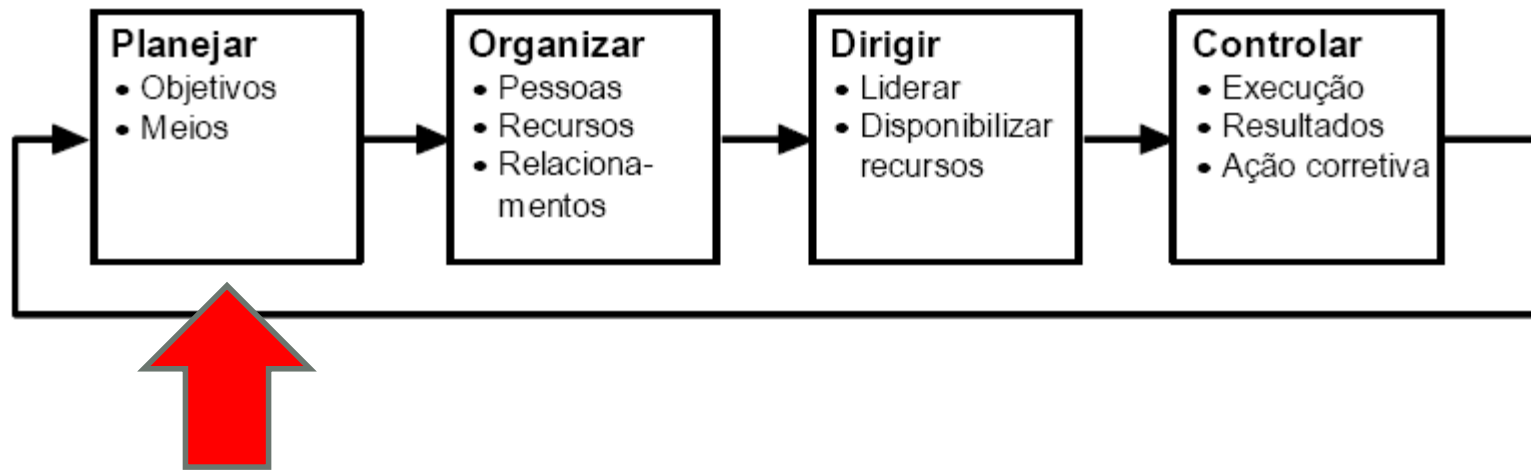 Planejar
• Objetivos
• Meios
Organizar
• Pessoas
• Recursos
• Relaciona-
mentos
Dirigir
• Liderar
• Disponibilizar
recursos
Controlar
• Execução
• Resultados
• Ação corretiva